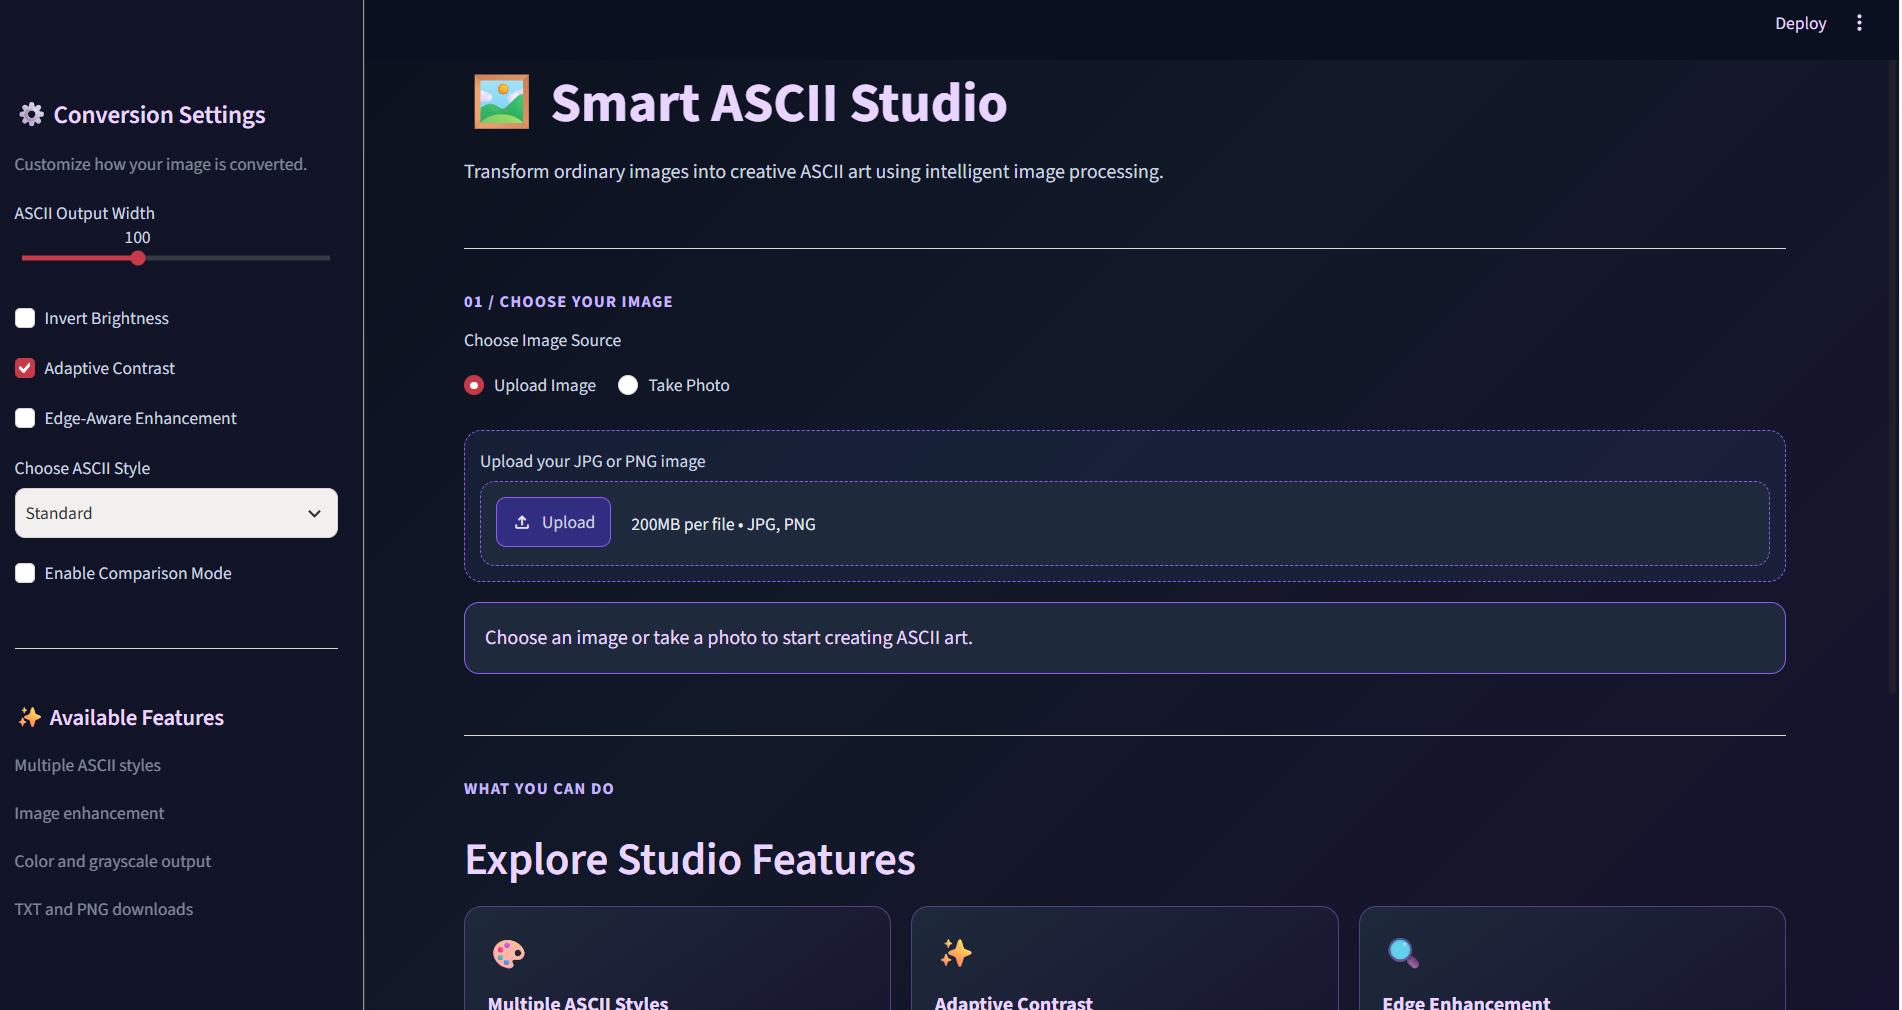 Deploy
Conversion Settings
Customize how your image is converted.
ASCII Output Width
100
Invert Brightness
Adaptive Contrast
Edge-Aware Enhancement
Choose ASCII Style
Standard
Enable Comparison Mode
Available Features
Multiple ASCII styles
Image enhancement
Color and grayscale output
TXT and PNG downloads
Smart ASCII Studio
Transform ordinary images into creative ASCII art using intelligent image processing.
01 / CHOOSE YOUR IMAGE
Choose Image Source
Upload Image Take Photo
Upload your JPG or PNG image
Upload 200MB per file • JPG, PNG
Choose an image or take a photo to start creating ASCII art.
WHAT YOU CAN DO
Explore Studio Features
Multiple ASCII Styles
Adaptive Contrast
Edge Enhancement